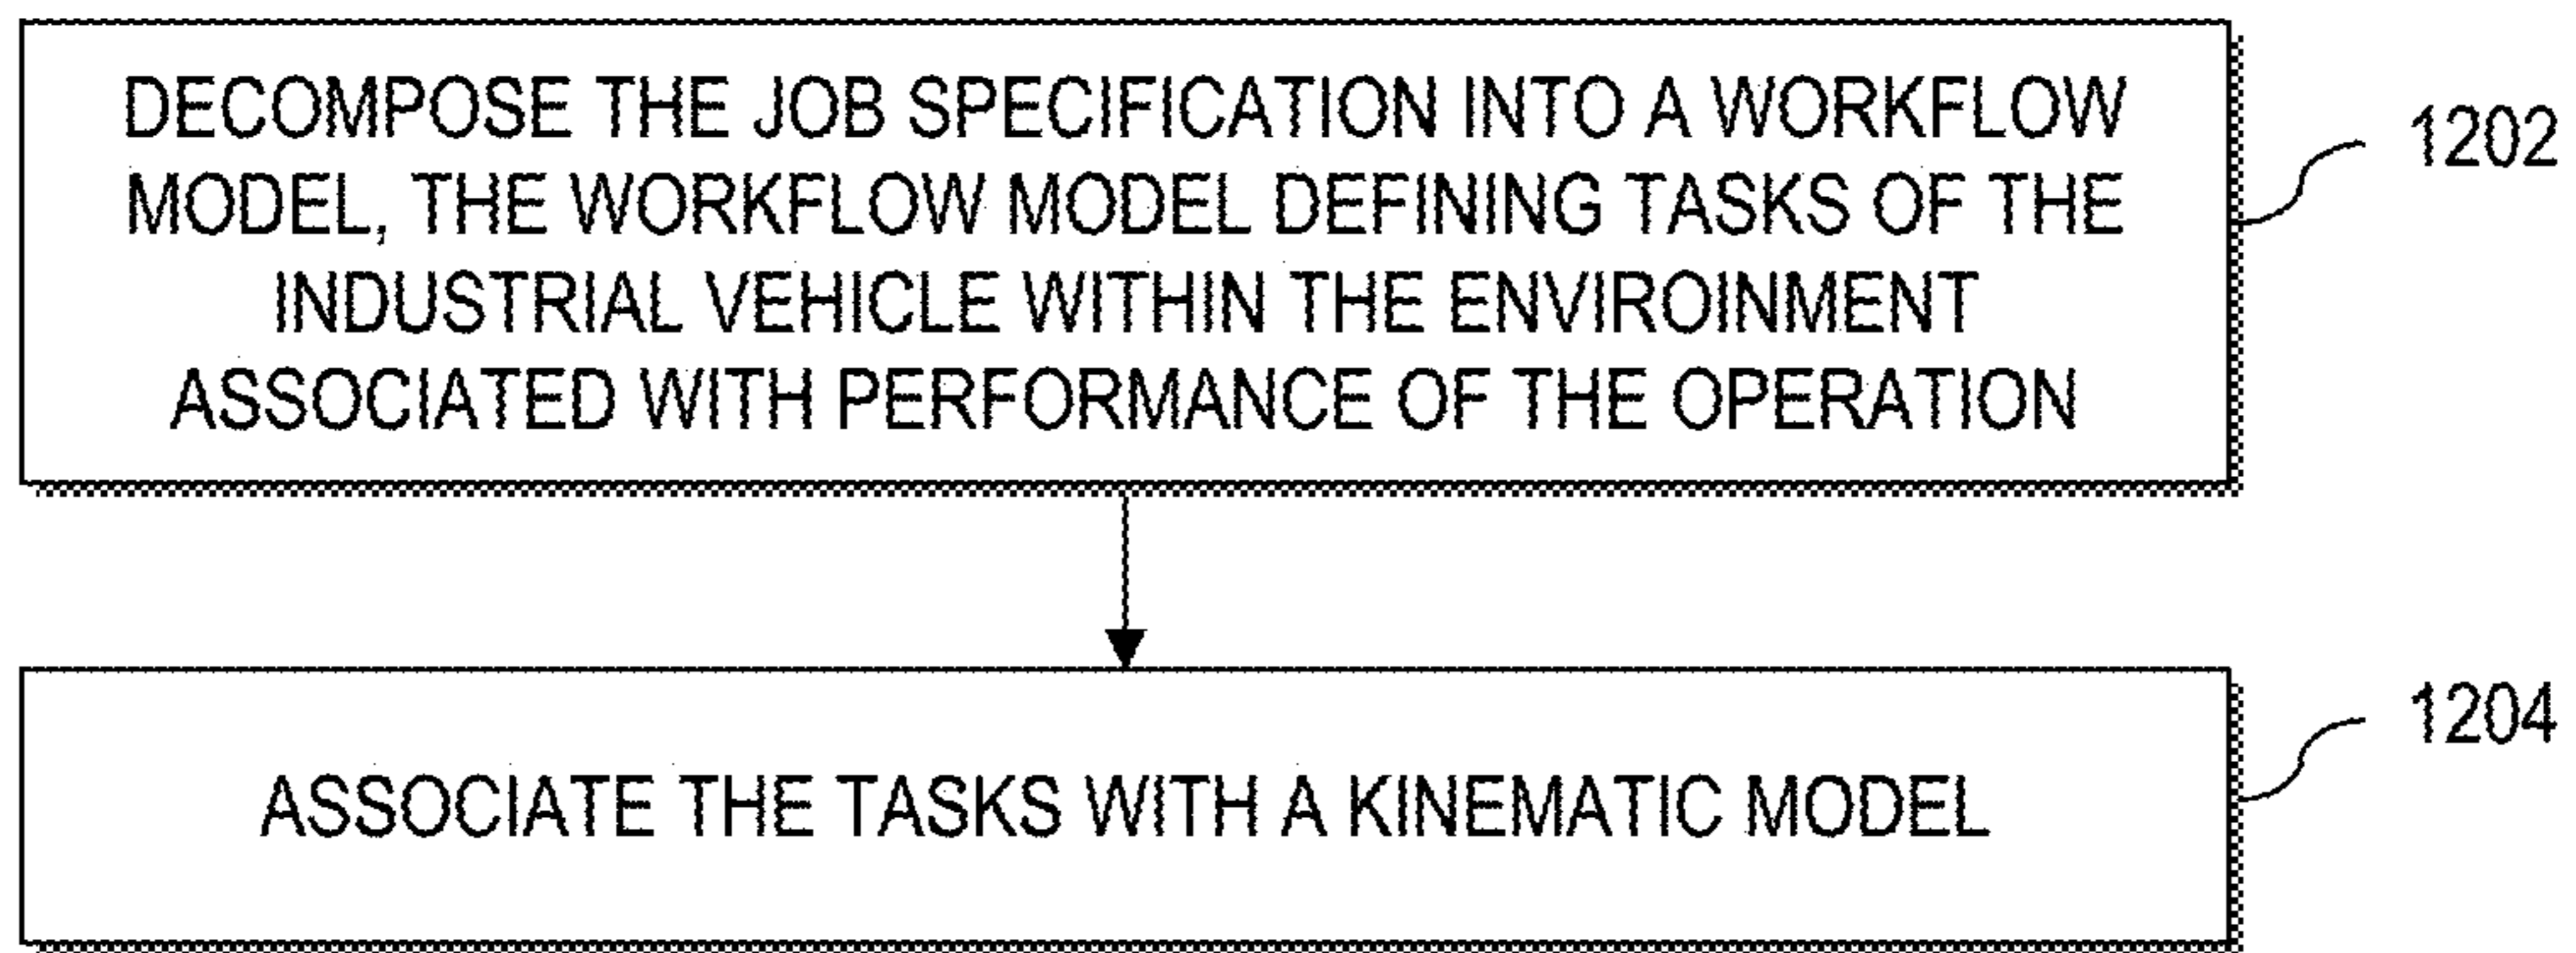 DECOMPOSE THE JOB SPECIFICATION INTO A WORKFLOW
MODEL, THE WORKFLOW MODEL DEFINING TASKS OF THE
INDUSTRIAL VEHICLE WITHIN THE ENVIROINMENT
ASSOCIATED WITH PERFORMANCE OF THE OPERATION
1202
ASSOCIATE THE TASKS WITH A KINEMATIC MODEL
1204